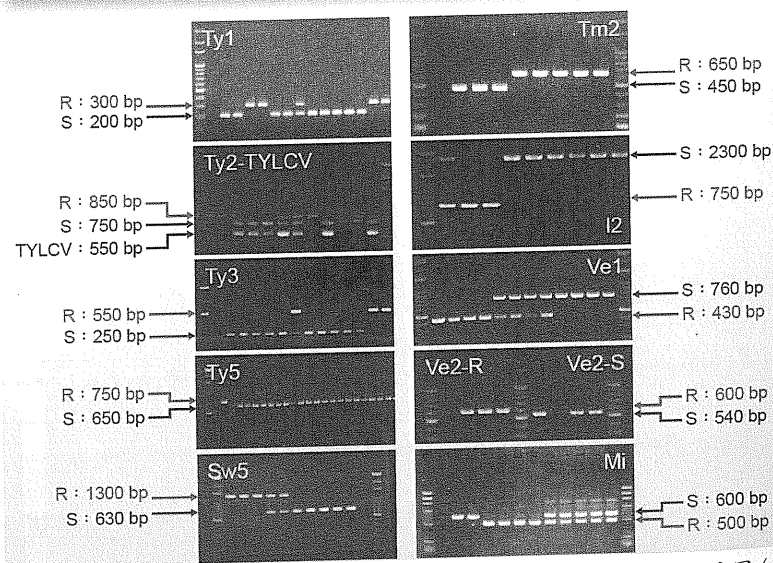 Ty1
R : 300 bp
S : 200 bp
Ty2-TYLCV
R : 850 bp
S : 750 bp
TYLCV : 550 bp
Ty3
R : 550 bp
S : 250 bp
Ty5
R : 750 bp
S : 650 bp
Sw5
R : 1300 bp
S : 630 bp
Tm2
R : 650 bp
S : 450 bp
S : 2300 bp
R : 750 bp
I2
Ve1
S : 760 bp
R : 430 bp
Ve2-R Ve2-S
R : 600 bp
S : 540 bp
Mi
S : 600 bp
R : 500 bp